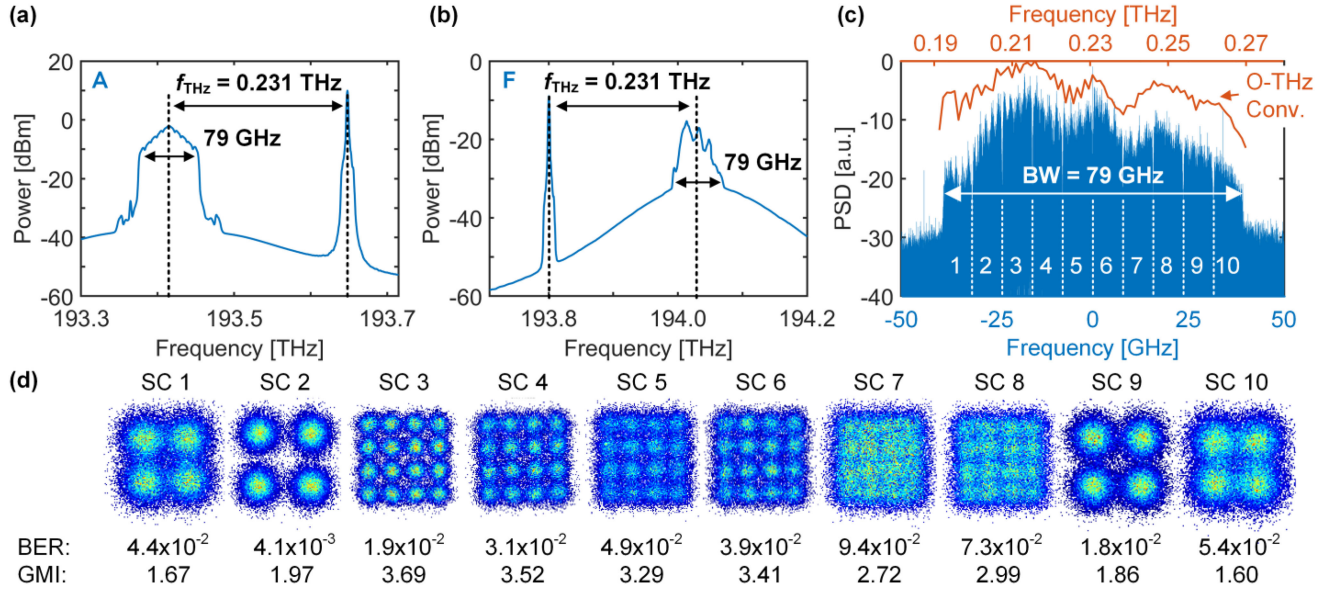 (a)
20
0
-20
-40
-60
Power [dBm]
A
fTHz = 0.231 THz
79 GHz
193.3
193.5
193.7
Frequency [THz]
(b)
0
-20
-40
-60
Power [dBm]
F
fTHz = 0.231 THz
79 GHz
193.8
194.0
194.2
Frequency [THz]
(c)
Frequency [THz]
0.19 0.21 0.23 0.25 0.27
0
-10
-20
-30
-40
PSD [a.u.]
O-THz
Conv.
BW = 79 GHz
1 2 3 4 5 6 7 8 9 10
-50 -25 0 25 50
Frequency [GHz]
(d)
SC 1 SC 2 SC 3 SC 4 SC 5 SC 6 SC 7 SC 8 SC 9 SC 10
BER: 4.4x10⁻² 4.1x10⁻³ 1.9x10⁻² 3.1x10⁻² 4.9x10⁻² 3.9x10⁻² 9.4x10⁻² 7.3x10⁻² 1.8x10⁻² 5.4x10⁻²
GMI: 1.67 1.97 3.69 3.52 3.29 3.41 2.72 2.99 1.86 1.60